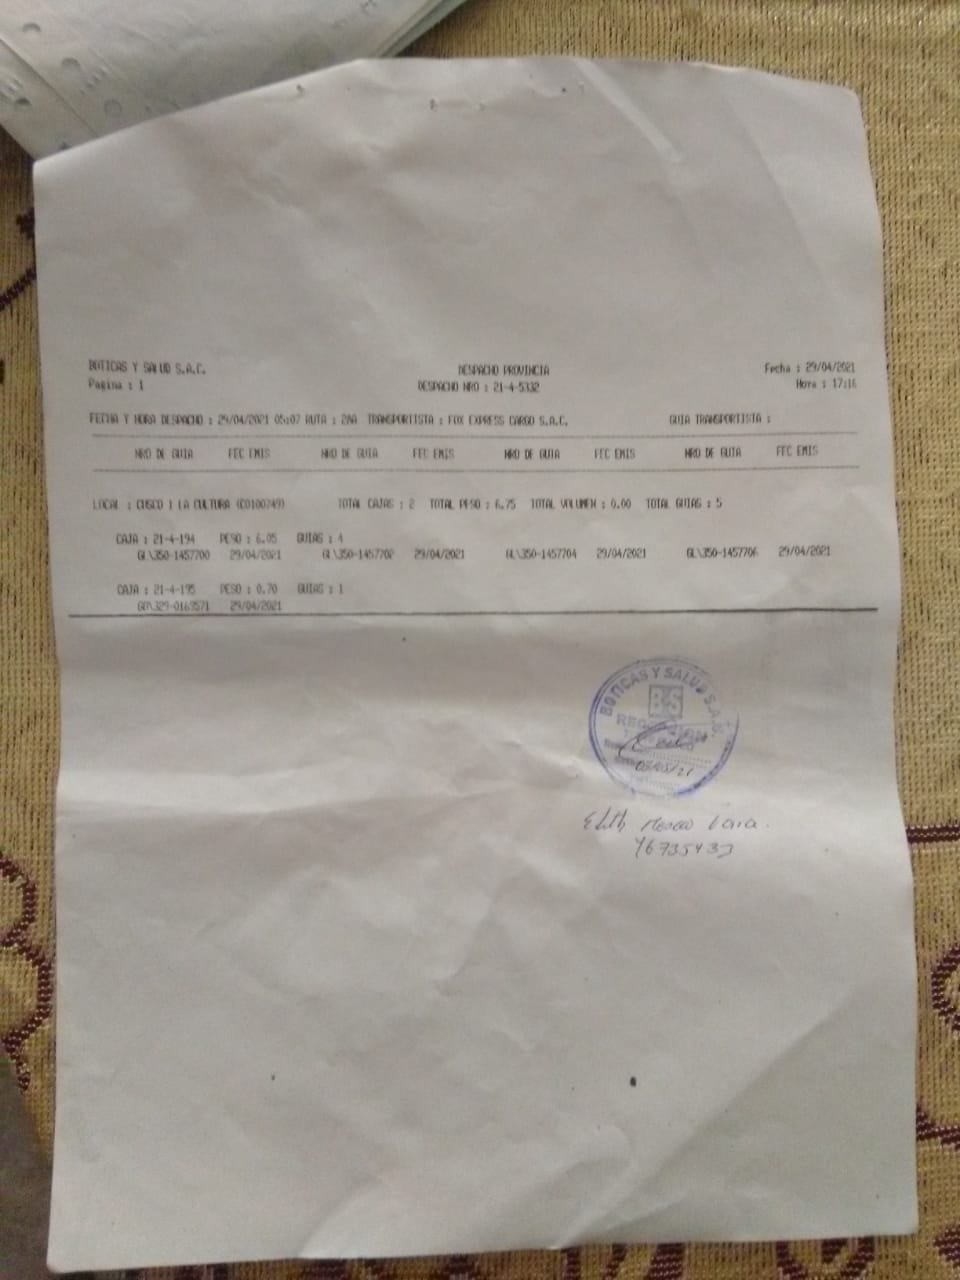 BOTICAS Y SALUD S.A.C. DESPACHO PROVINCIA Fecha : 29/04/2021
Pagina : 1 DESPACHO NRO : 21-4-5332 Hora : 17:16
FECHA Y HORA DESPACHO : 29/04/2021 05:07 RUTA : 2AA TRANSPORTISTA : FOX EXPRESS CARGO S.A.C. GUIA TRANSPORTISTA :
NRO DE GUIA FEC EMIS NRO DE GUIA FEC EMIS NRO DE GUIA FEC EMIS NRO DE GUIA FEC EMIS
LOCAL : CUSCO 1 LA CULTURA (C0100749) TOTAL CAJAS : 2 TOTAL PESO : 6.75 TOTAL VOLUMEN : 0.00 TOTAL GUIAS : 5
CAJA : 21-4-194 PESO : 6.05 GUIAS : 4
GL\350-1457700 29/04/2021 GL\350-1457702 29/04/2021 GL\350-1457704 29/04/2021 GL\350-1457706 29/04/2021
CAJA : 21-4-195 PESO : 0.70 GUIAS : 1
29/04/2021
BOTICAS Y SALUD S.A.C.
BS
RECEPCION
Edith
46735433